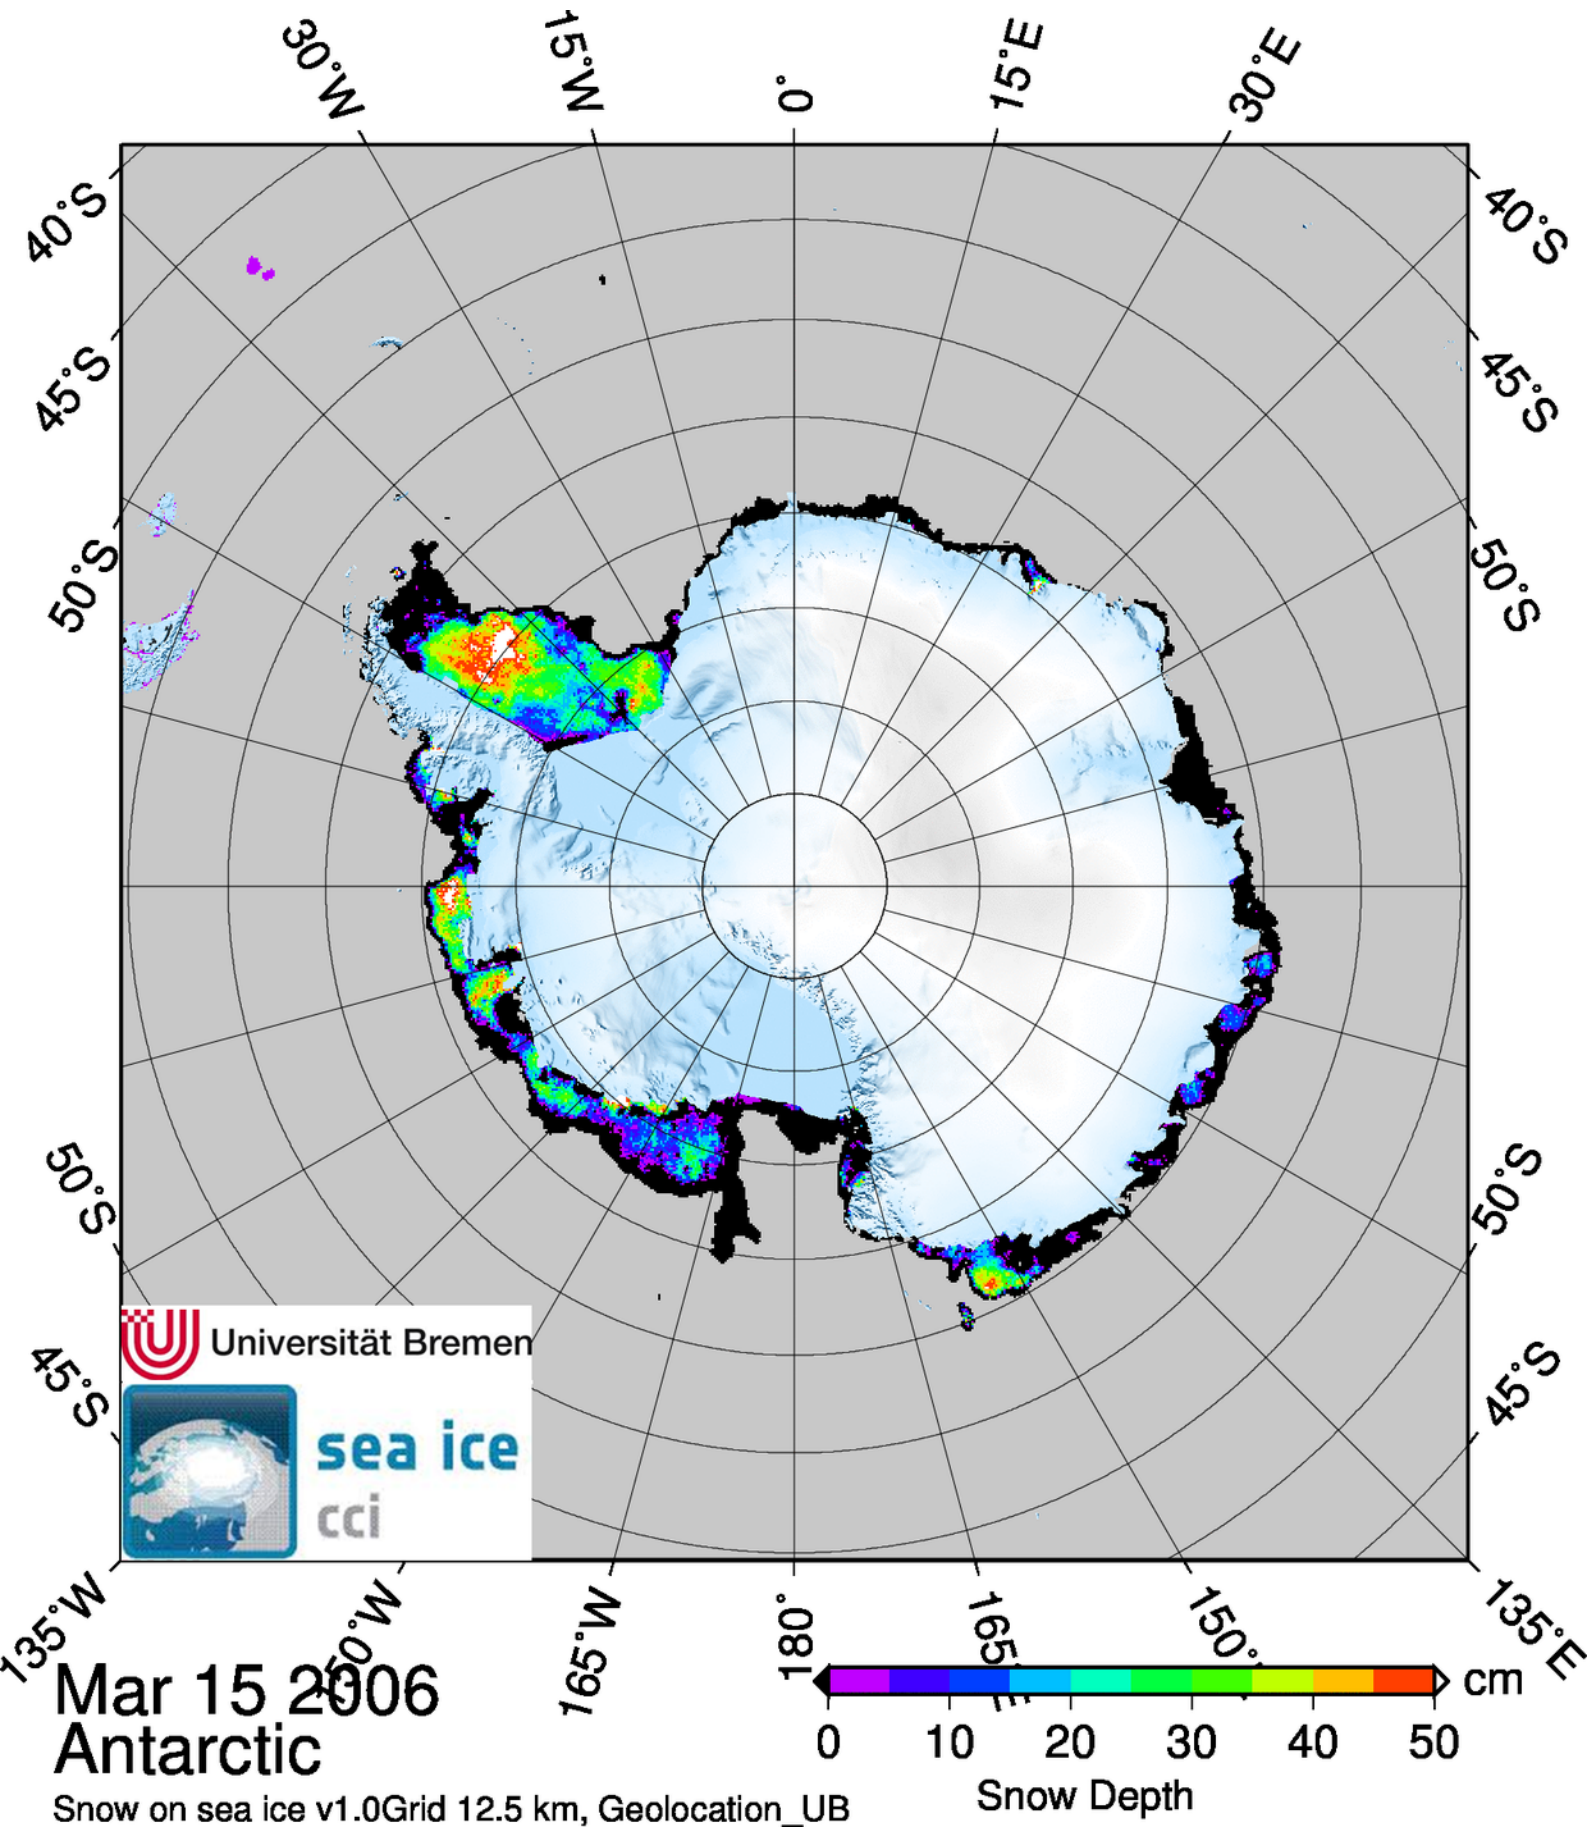 30°W 15°W 0° 15°E 30°E
40°S 40°S
45°S 45°S
50°S 50°S
50°S 50°S
45°S 45°S
Universität Bremen
sea ice
cci
135°W 165°W 180° 165°E 150° 135°E
Mar 15 2006
Antarctic
Snow on sea ice v1.0Grid 12.5 km, Geolocation_UB
cm
0 10 20 30 40 50
Snow Depth